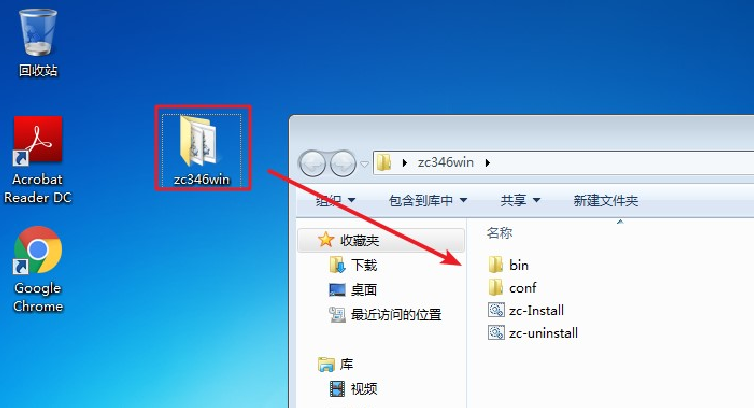 回收站
Acrobat
Reader DC
Google
Chrome
zc346win
zc346win
组织 包含到库中 共享 新建文件夹
收藏夹
下载
桌面
最近访问的位置
库
视频
名称
bin
conf
zc-Install
zc-uninstall